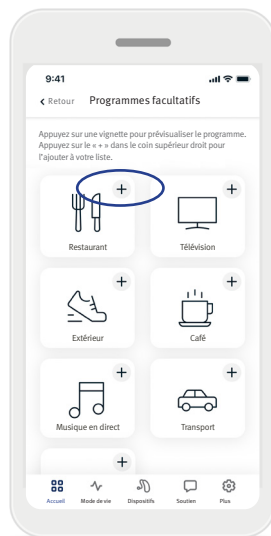 9:41
Retour Programmes facultatifs
Appuyez sur une vignette pour prévisualiser le programme.
Appuyez sur le « + » dans le coin supérieur droit pour
l'ajouter à votre liste.
+ +
Restaurant Télévision
+ +
Extérieur Café
+ +
Musique en direct Transport
+
Accueil Mode de vie Dispositifs Soutien Plus